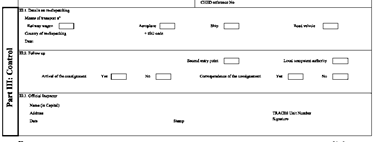 CHED reference No
III.1. Details on re-dispatching
Means of transport nº
Railway wagon Aeroplane Ship Road vehicle
Country of re-dispatching + ISO code
Date
III.2. Follow up
Second entry point Local competent authority
Arrival of the consignment Yes No Correspondence of the consignment Yes No
Part III: Control
III.3. Official Inspector
Name (in Capital)
Address TRACES Unit Number
Date Stamp Signature